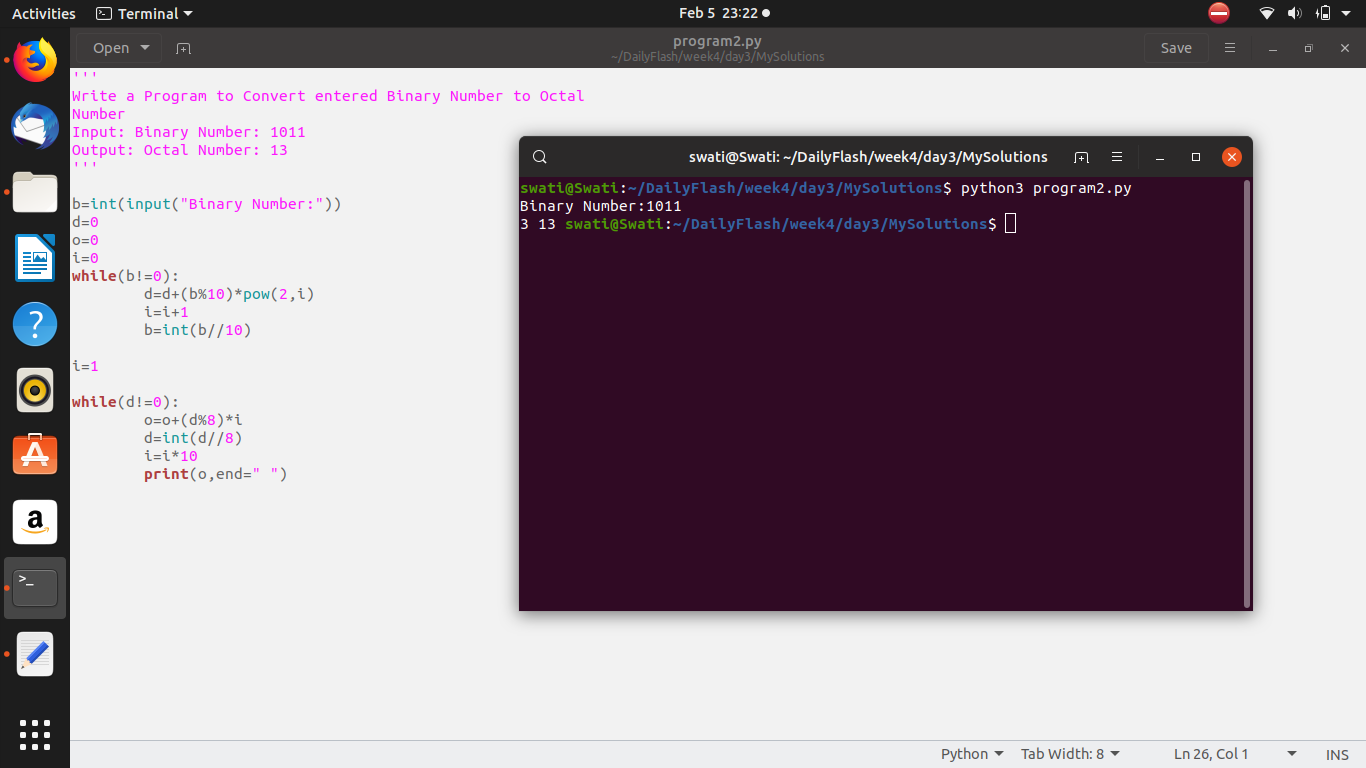 Activities
Terminal
Feb 5 23:22
Open
program2.py
~/DailyFlash/week4/day3/MySolutions
Save
'''
Write a Program to Convert entered Binary Number to Octal
Number
Input: Binary Number: 1011
Output: Octal Number: 13
'''
b=int(input("Binary Number:"))
d=0
o=0
i=0
while(b!=0):
        d=d+(b%10)*pow(2,i)
        i=i+1
        b=int(b//10)
i=1
while(d!=0):
        o=o+(d%8)*i
        d=int(d//8)
        i=i*10
        print(o,end=" ")
swati@Swati: ~/DailyFlash/week4/day3/MySolutions
swati@Swati:~/DailyFlash/week4/day3/MySolutions$ python3 program2.py
Binary Number:1011
3 13 swati@Swati:~/DailyFlash/week4/day3/MySolutions$
?
a
>_
Python
Tab Width: 8
Ln 26, Col 1
INS